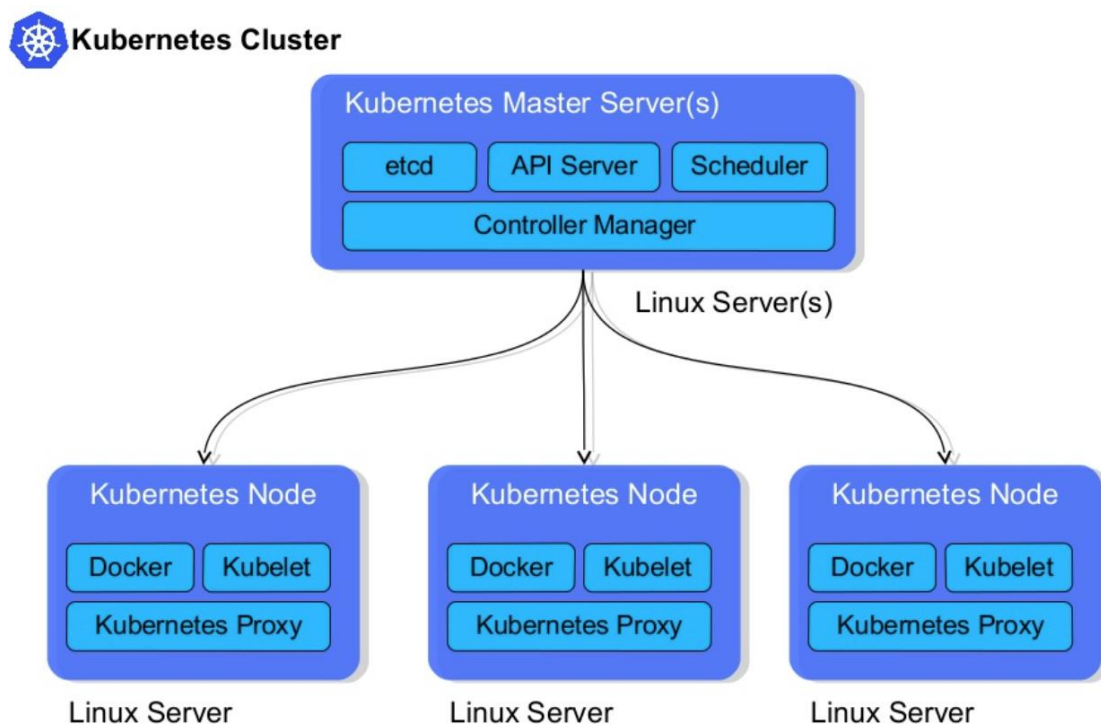 Kubernetes Cluster
Kubernetes Master Server(s)
etcd
API Server
Scheduler
Controller Manager
Linux Server(s)
Kubernetes Node
Docker
Kubelet
Kubernetes Proxy
Linux Server
Kubernetes Node
Docker
Kubelet
Kubernetes Proxy
Linux Server
Kubernetes Node
Docker
Kubelet
Kubernetes Proxy
Linux Server